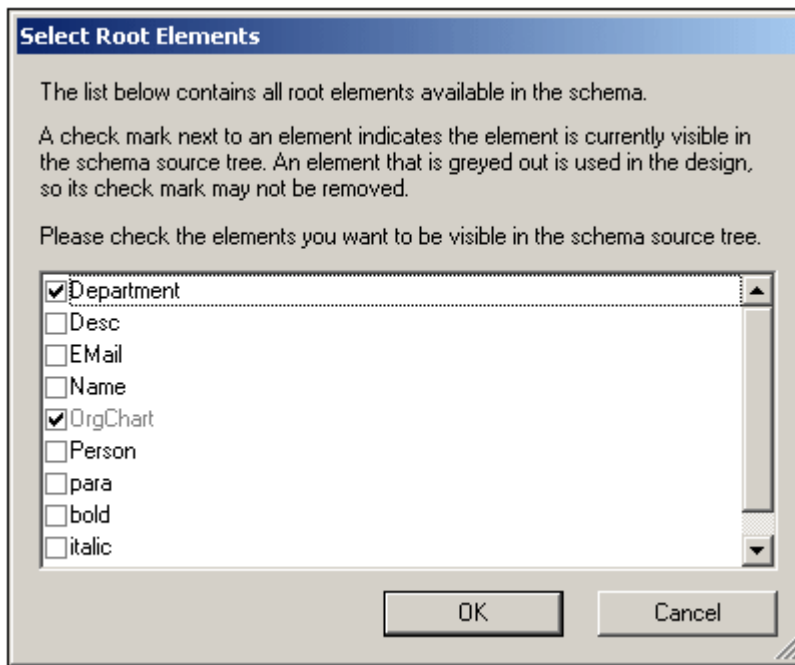 Select Root Elements
The list below contains all root elements available in the schema.
A check mark next to an element indicates the element is currently visible in
the schema source tree. An element that is greyed out is used in the design,
so its check mark may not be removed.
Please check the elements you want to be visible in the schema source tree.
Department
Desc
EMail
Name
OrgChart
Person
para
bold
italic
OK
Cancel